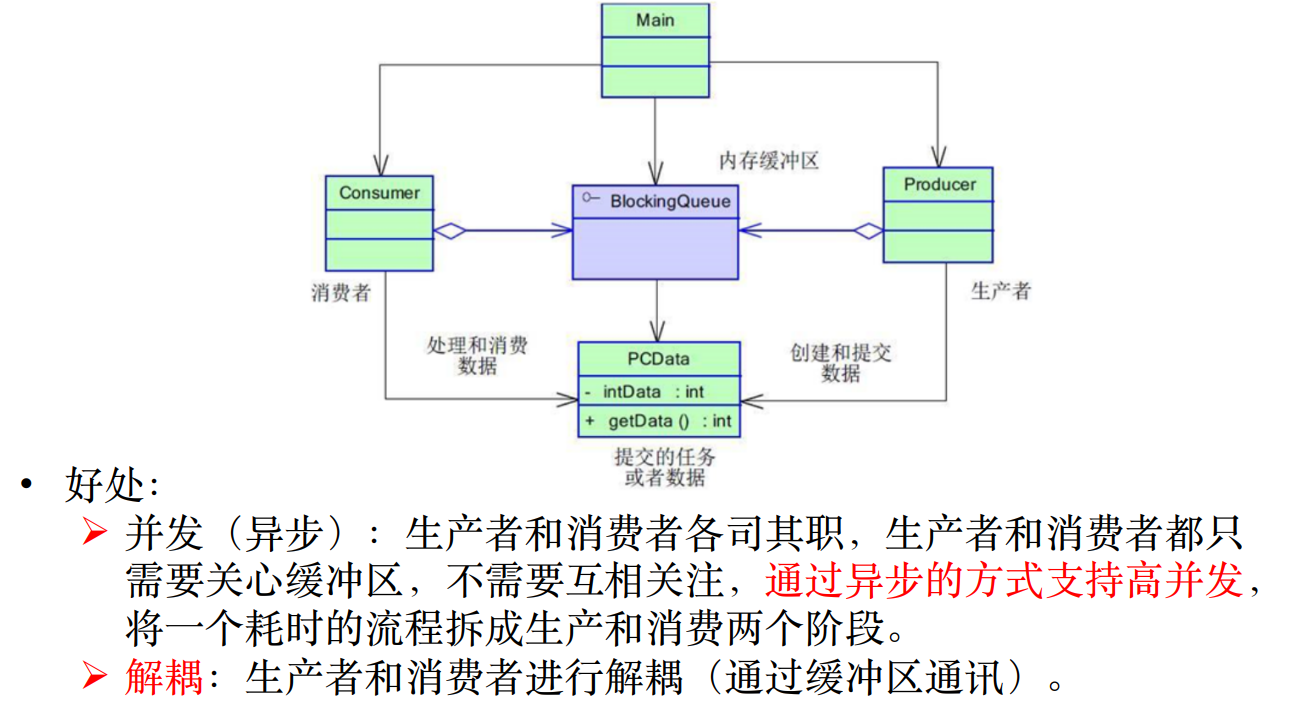 Main
内存缓冲区
Consumer
BlockingQueue
Producer
消费者
生产者
处理和消费
数据
PCData
创建和提交
数据
- intData : int
+ getData () : int
提交的任务
或者数据
• 好处：
➢ 并发（异步）：生产者和消费者各司其职，生产者和消费者都只
需要关心缓冲区，不需要互相关注，通过异步的方式支持高并发，
将一个耗时的流程拆成生产和消费两个阶段。
➢ 解耦：生产者和消费者进行解耦（通过缓冲区通讯）。